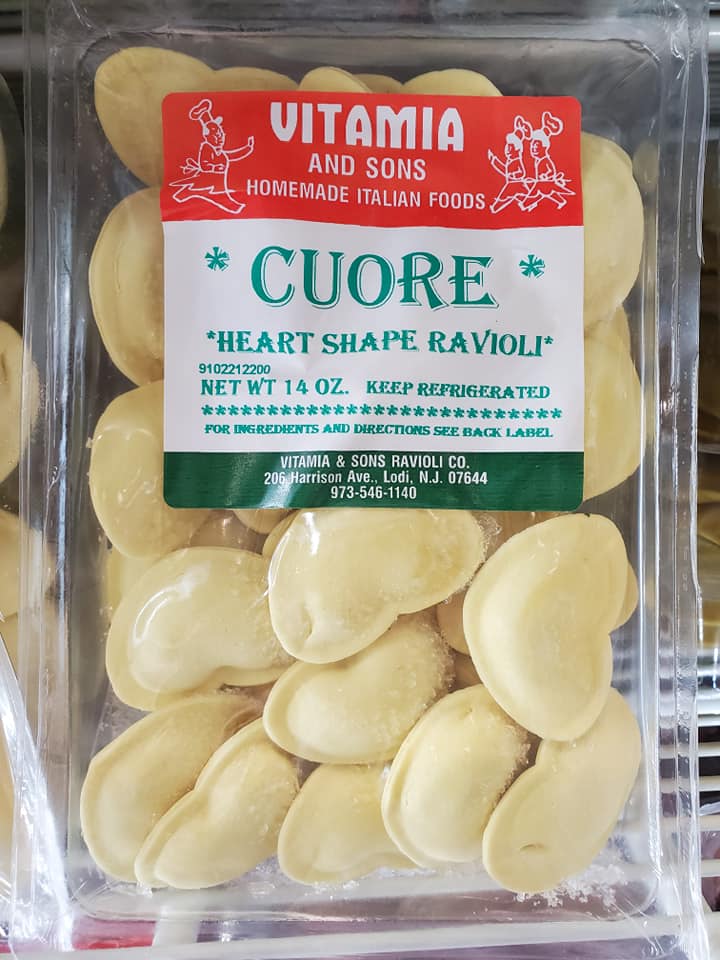 VITAMIA
AND SONS
HOMEMADE ITALIAN FOODS
* CUORE *
*HEART SHAPE RAVIOLI*
9102212200
NET WT 14 OZ. KEEP REFRIGERATED
****************************
FOR INGREDIENTS AND DIRECTIONS SEE BACK LABEL
VITAMIA & SONS RAVIOLI CO.
206 Harrison Ave., Lodi, N.J. 07644
973-546-1140